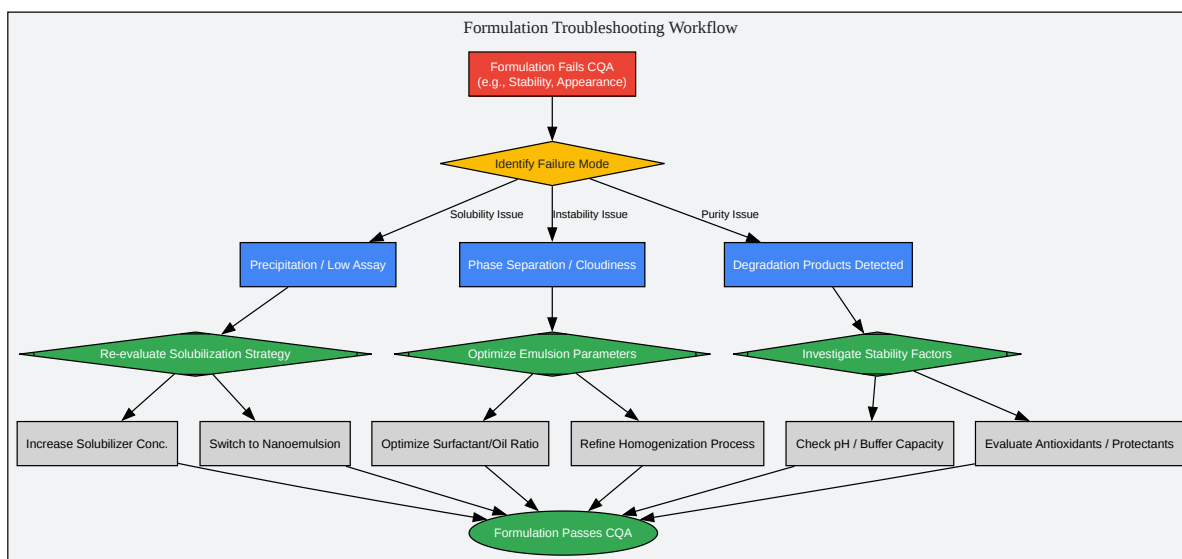 Formulation Troubleshooting Workflow
Formulation Fails CQA
(e.g., Stability, Appearance)
Identify Failure Mode
Solubility Issue
Instability Issue
Purity Issue
Precipitation / Low Assay
Phase Separation / Cloudiness
Degradation Products Detected
Re-evaluate Solubilization Strategy
Optimize Emulsion Parameters
Investigate Stability Factors
Increase Solubilizer Conc.
Switch to Nanoemulsion
Optimize Surfactant/Oil Ratio
Refine Homogenization Process
Check pH / Buffer Capacity
Evaluate Antioxidants / Protectants
Formulation Passes CQA